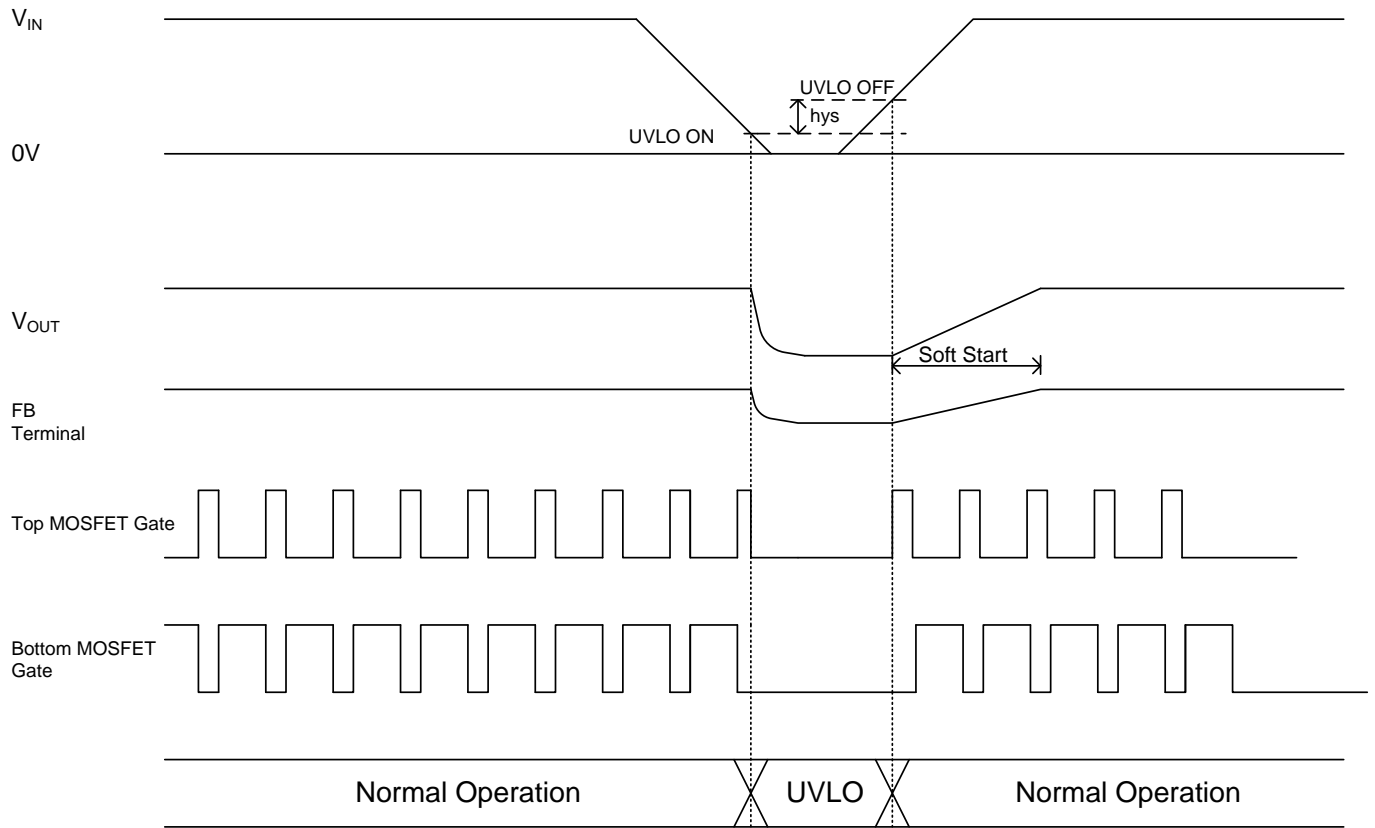 VIN
UVLO OFF
hys
UVLO ON
0V
VOUT
Soft Start
FB
Terminal
Top MOSFET Gate
Bottom MOSFET
Gate
Normal Operation
UVLO
Normal Operation